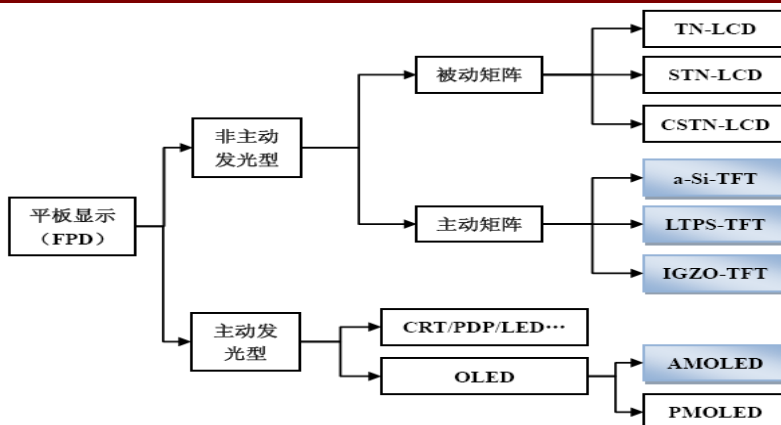 TN-LCD
被动矩阵
STN-LCD
非主动
发光型
CSTN-LCD
a-Si-TFT
平板显示
（FPD）
主动矩阵
LTPS-TFT
IGZO-TFT
主动发
光型
CRT/PDP/LED…
OLED
AMOLED
PMOLED